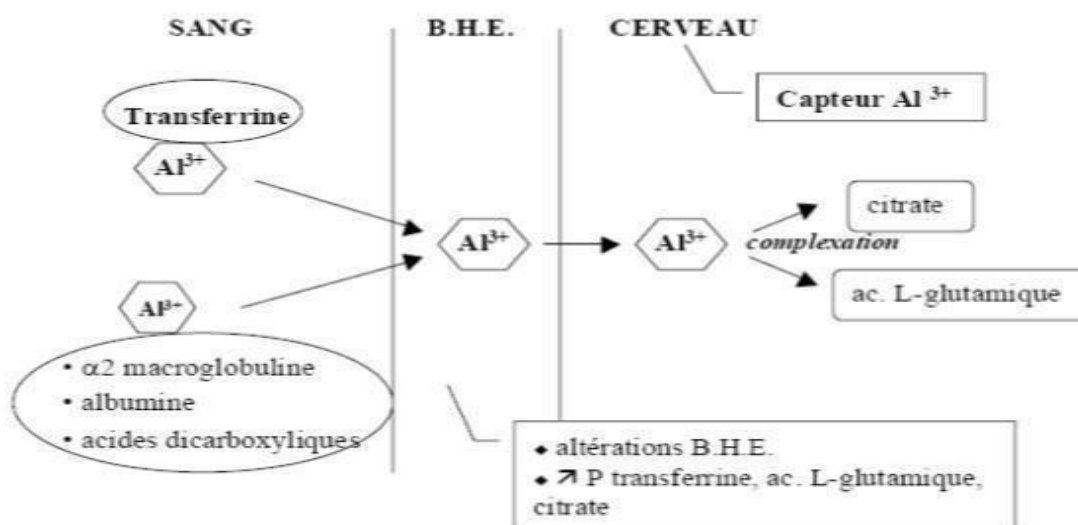 SANG
B.H.E.
CERVEAU
Capteur Al 3+
Transferrine
Al3+
Al3+
• α2 macroglobuline
• albumine
• acides dicarboxyliques
Al3+
Al3+
complexation
citrate
ac. L-glutamique
◆ altérations B.H.E.
◆ ↗ P transferrine, ac. L-glutamique,
citrate